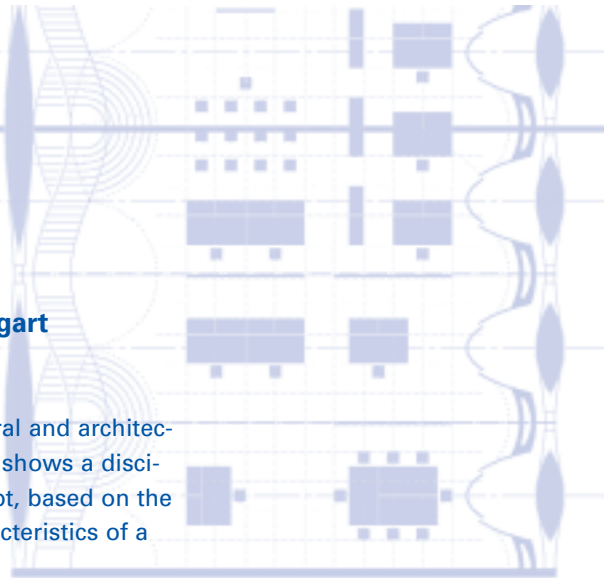 gart
ral and architec-
shows a disci-
pt, based on the
cteristics of a